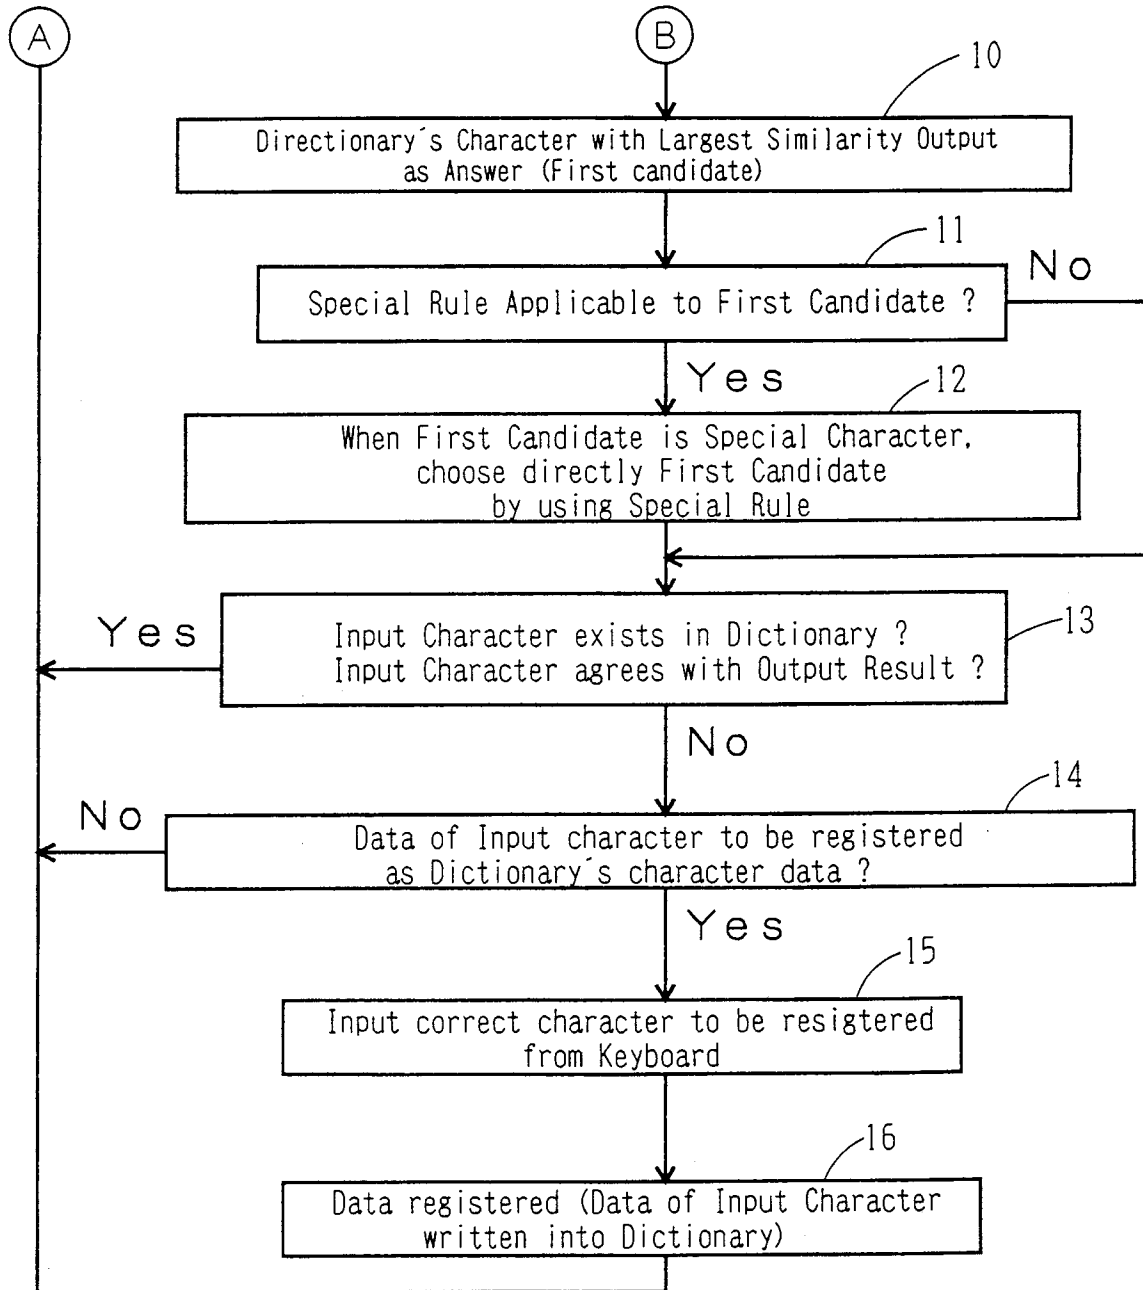 A
B
10
Directionary´s Character with Largest Similarity Output
as Answer (First candidate)
11
No
Special Rule Applicable to First Candidate ?
Yes
12
When First Candidate is Special Character,
choose directly First Candidate
by using Special Rule
Yes
13
Input Character exists in Dictionary ?
Input Character agrees with Output Result ?
No
14
No
Data of Input character to be registered
as Dictionary´s character data ?
Yes
15
Input correct character to be resigtered
from Keyboard
16
Data registered (Data of Input Character
written into Dictionary)